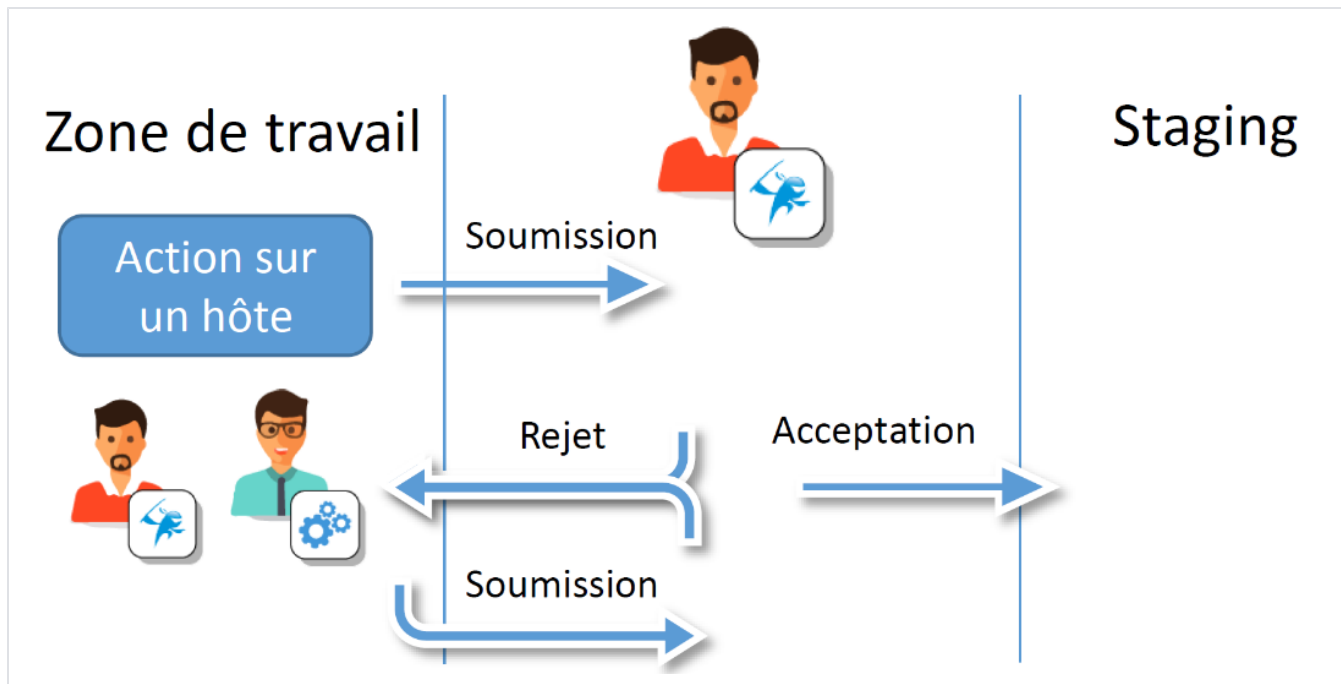 Zone de travail
Staging
Action sur
un hôte
Soumission
Rejet
Acceptation
Soumission